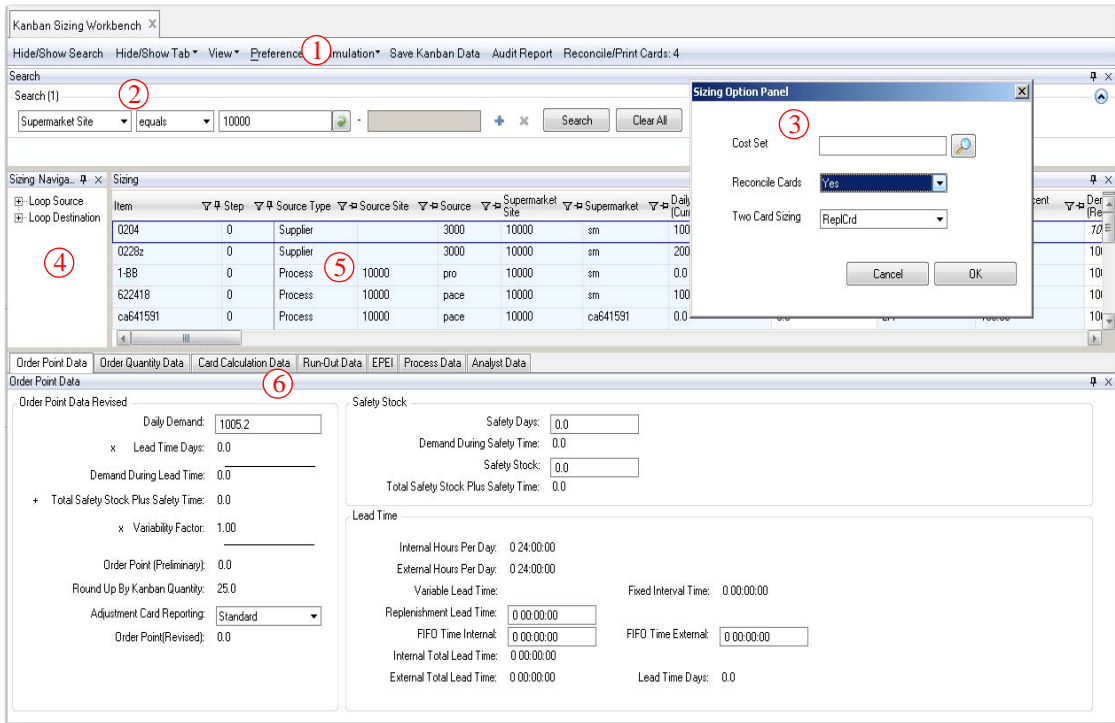 Kanban Sizing Workbench X
Hide/Show Search Hide/Show Tab View Preference 1 mulation Save Kanban Data Audit Report Reconcile/Print Cards: 4
Search
Search (1) 2
Supermarket Site equals 10000 - Search Clear All
Sizing Option Panel
3
Cost Set
Reconcile Cards Yes
Two Card Sizing ReplCrd
Cancel OK
Sizing Naviga..
Loop Source
Loop Destination
4
Sizing
Item Step Source Type Source Site Source Supermarket Site Supermarket Daily
0204 0 Supplier 3000 10000 sm 100
0228z 0 Supplier 3000 10000 sm 200
1-BB 0 Process 5 10000 pro 10000 sm 0.0
622418 0 Process 10000 pace 10000 sm 100
ca641591 0 Process 10000 pace 10000 ca641591 0.0
Order Point Data Order Quantity Data Card Calculation Data Run-Out Data EPEI Process Data Analyst Data
6
Order Point Data
Order Point Data Revised
Daily Demand: 1005.2
x Lead Time Days: 0.0
Demand During Lead Time: 0.0
+ Total Safety Stock Plus Safety Time: 0.0
x Variability Factor: 1.00
Order Point (Preliminary): 0.0
Round Up By Kanban Quantity: 25.0
Adjustment Card Reporting: Standard
Order Point(Revised): 0.0
Safety Stock
Safety Days: 0.0
Demand During Safety Time: 0.0
Safety Stock: 0.0
Total Safety Stock Plus Safety Time: 0.0
Lead Time
Internal Hours Per Day: 0 24:00:00
External Hours Per Day: 0 24:00:00
Variable Lead Time: Fixed Interval Time: 0 00:00:00
Replenishment Lead Time: 0 00:00:00
FIFO Time Internal: 0 00:00:00 FIFO Time External: 0 00:00:00
Internal Total Lead Time: 0 00:00:00
External Total Lead Time: 0 00:00:00 Lead Time Days: 0.0